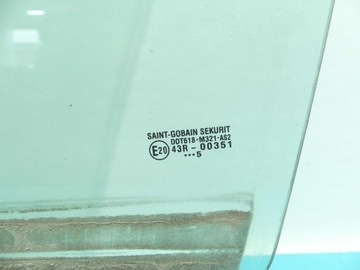 SAINT-GOBAIN SEKURIT
DOT618-M321-AS2
E20 43R-00351
•••5